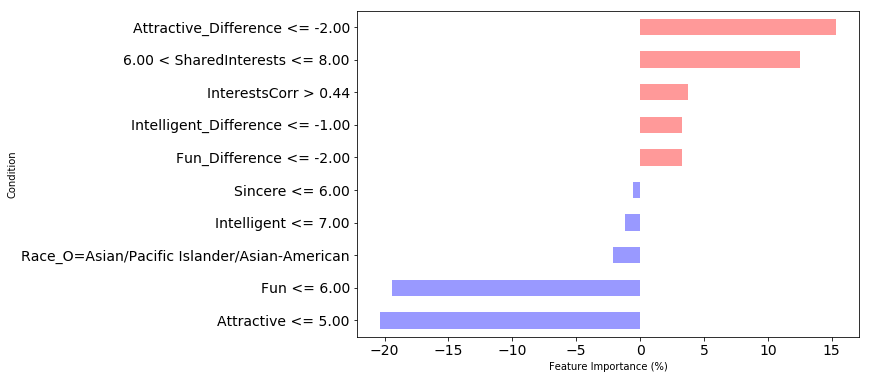 Attractive_Difference <= -2.00
6.00 < SharedInterests <= 8.00
InterestsCorr > 0.44
Intelligent_Difference <= -1.00
Fun_Difference <= -2.00
Sincere <= 6.00
Intelligent <= 7.00
Race_O=Asian/Pacific Islander/Asian-American
Fun <= 6.00
Attractive <= 5.00
Condition
−20 −15 −10 −5 0 5 10 15
Feature Importance (%)